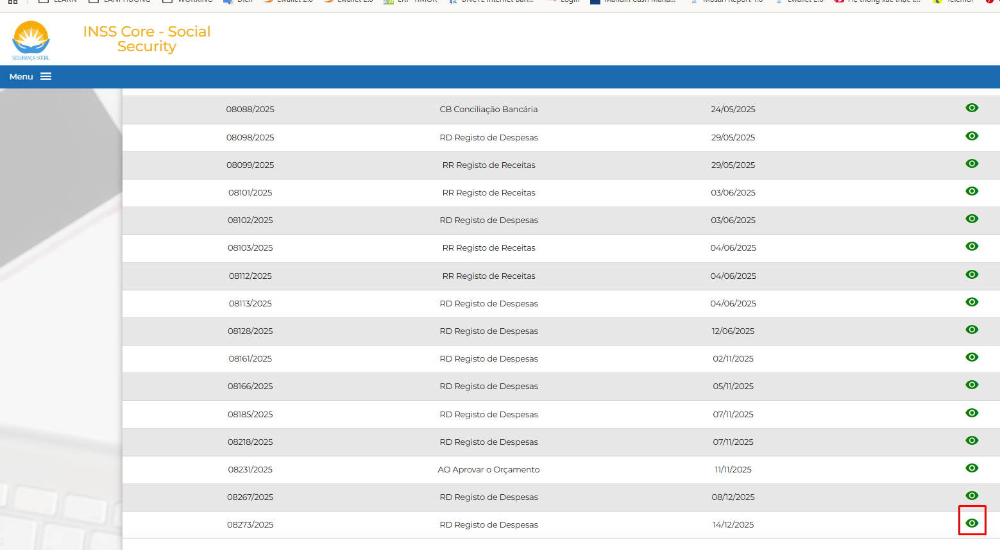 INSS Core - Social
Security
SEGURANÇA SOCIAL
Menu
08088/2025 CB Conciliação Bancária 24/05/2025
08098/2025 RD Registo de Despesas 29/05/2025
08099/2025 RR Registo de Receitas 29/05/2025
08101/2025 RR Registo de Receitas 03/06/2025
08102/2025 RD Registo de Despesas 03/06/2025
08103/2025 RR Registo de Receitas 04/06/2025
08112/2025 RR Registo de Receitas 04/06/2025
08113/2025 RD Registo de Despesas 04/06/2025
08128/2025 RD Registo de Despesas 12/06/2025
08161/2025 RD Registo de Despesas 02/11/2025
08166/2025 RD Registo de Despesas 05/11/2025
08185/2025 RD Registo de Despesas 07/11/2025
08218/2025 RD Registo de Despesas 07/11/2025
08231/2025 AO Aprovar o Orçamento 11/11/2025
08267/2025 RD Registo de Despesas 08/12/2025
08273/2025 RD Registo de Despesas 14/12/2025